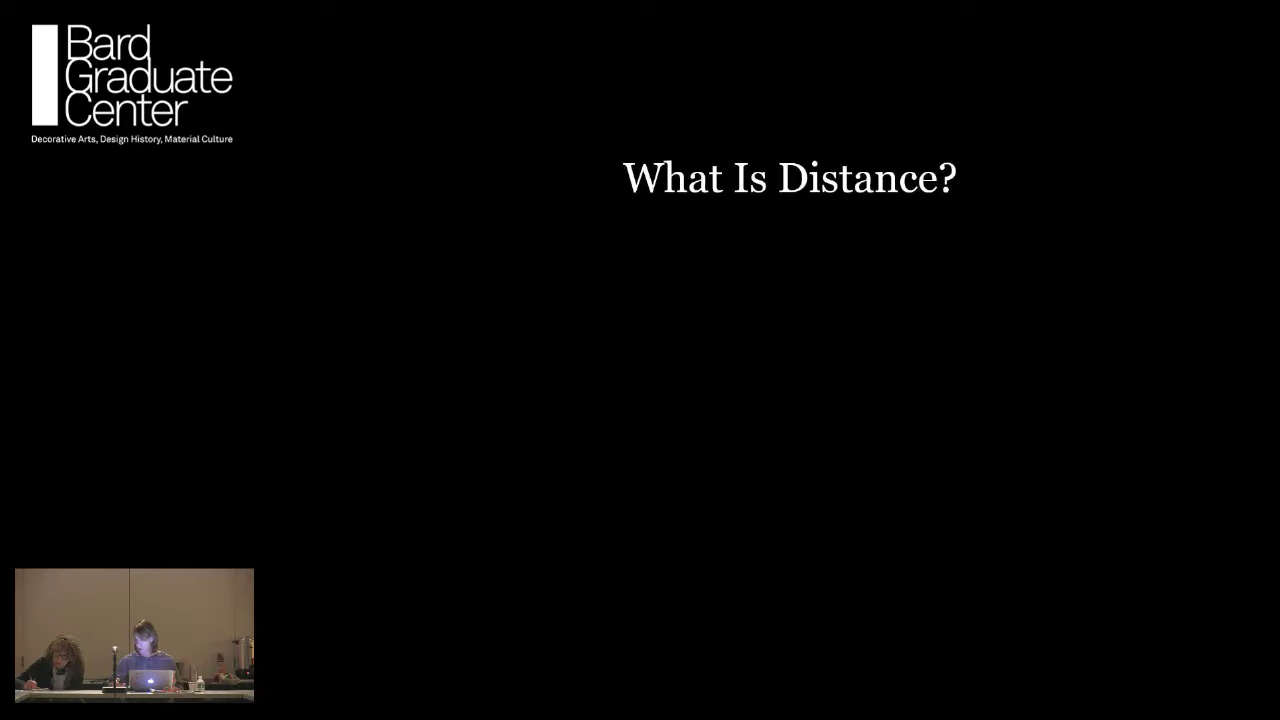 Bard
Graduate
Center
Decorative Arts, Design History, Material Culture
What Is Distance?